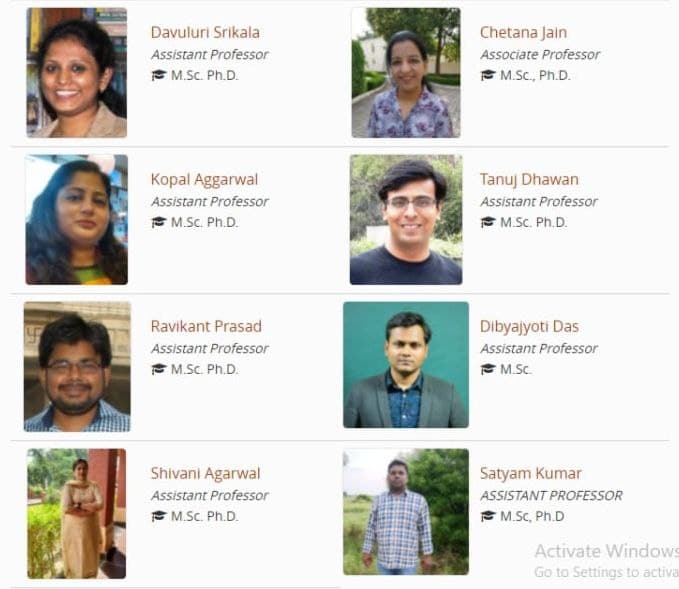 Davuluri Srikala
Assistant Professor
M.Sc. Ph.D.
Chetana Jain
Associate Professor
M.Sc., Ph.D.
Kopal Aggarwal
Assistant Professor
M.Sc. Ph.D.
Tanuj Dhawan
Assistant Professor
M.Sc. Ph.D.
Ravikant Prasad
Assistant Professor
M.Sc. Ph.D.
Dibyajyoti Das
Assistant Professor
M.Sc.
Shivani Agarwal
Assistant Professor
M.Sc. Ph.D.
Satyam Kumar
ASSISTANT PROFESSOR
M.Sc, Ph.D
Activate Windows
Go to Settings to activa